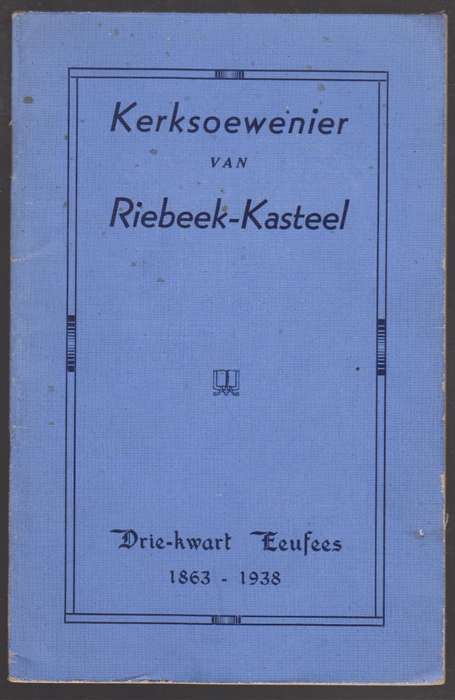 Kerksoewenier
VAN
Riebeek-Kasteel
Drie-kwart Eeufees
1863 - 1938